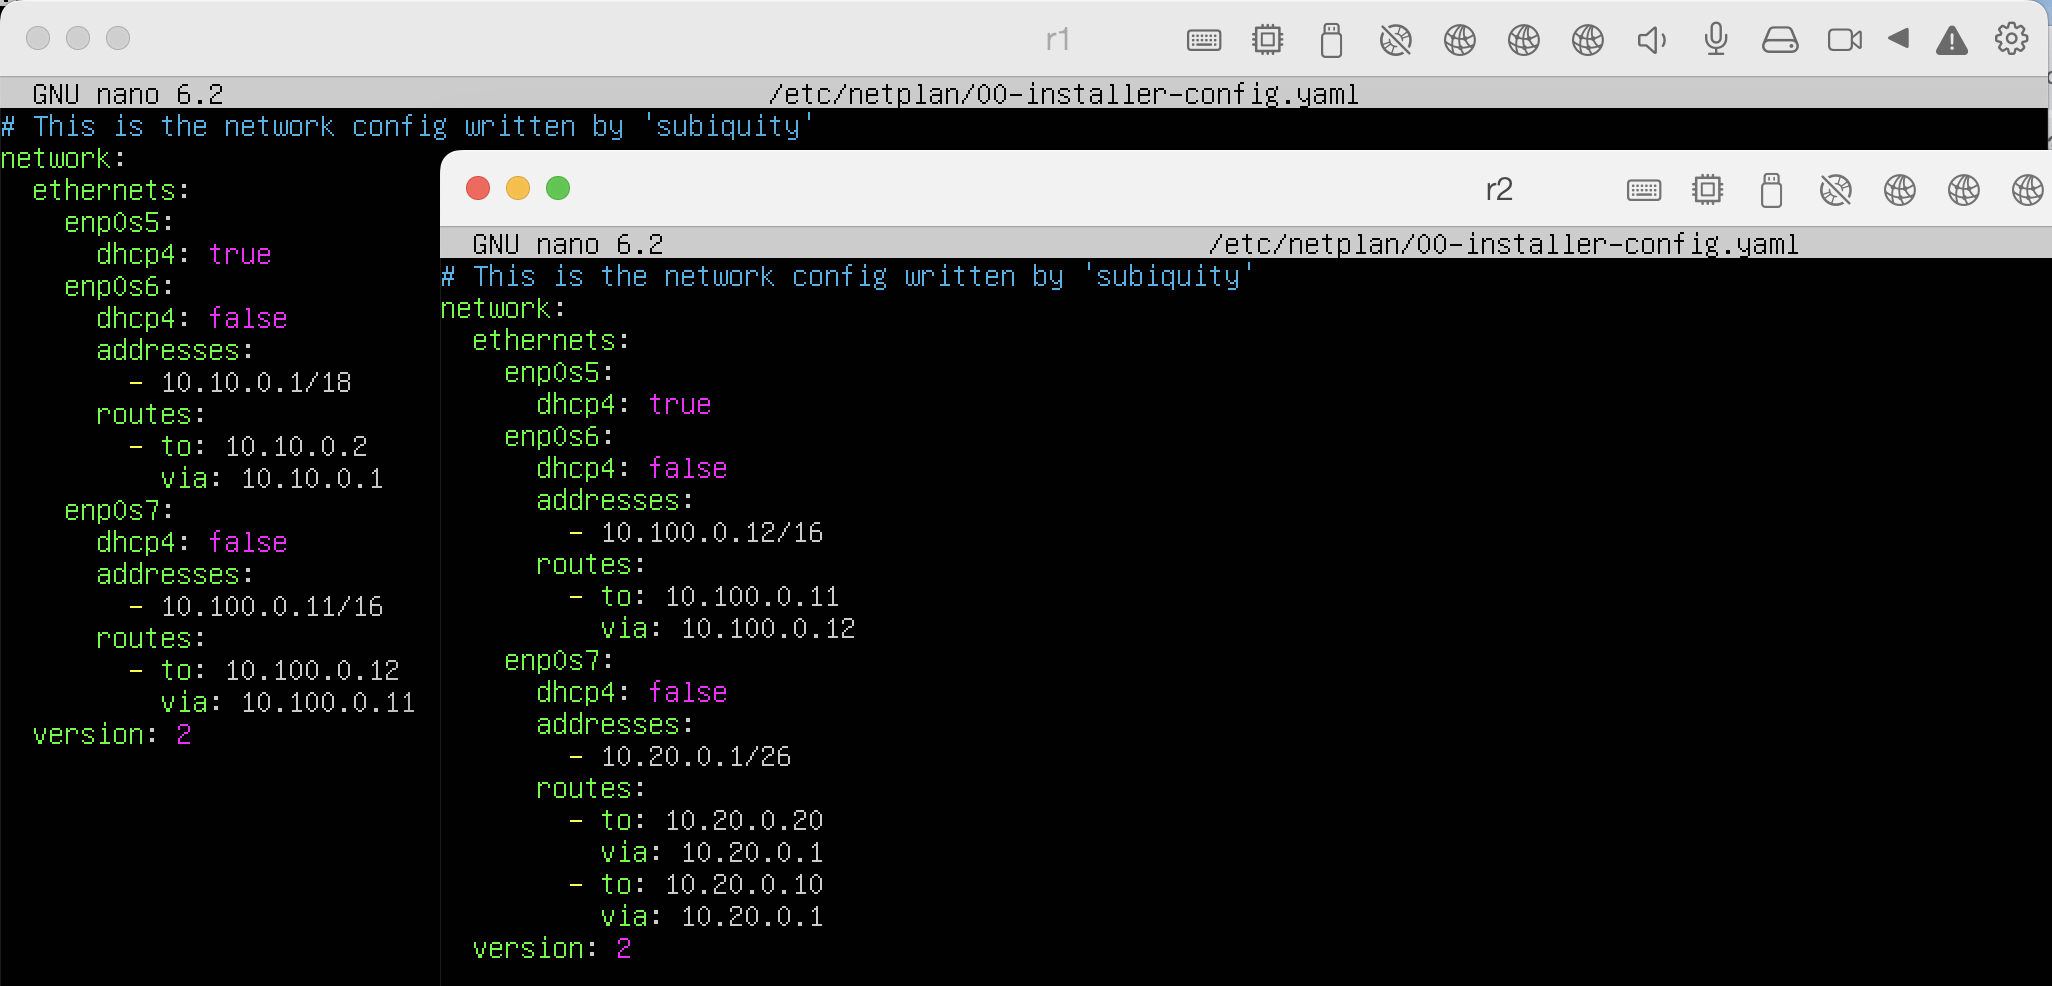 r1
GNU nano 6.2 /etc/netplan/00-installer-config.yaml
# This is the network config written by 'subiquity'
network:
  ethernets:
    enp0s5:
      dhcp4: true
    enp0s6:
      dhcp4: false
      addresses:
        - 10.10.0.1/18
      routes:
        - to: 10.10.0.2
          via: 10.10.0.1
    enp0s7:
      dhcp4: false
      addresses:
        - 10.100.0.11/16
      routes:
        - to: 10.100.0.12
          via: 10.100.0.11
  version: 2
r2
GNU nano 6.2 /etc/netplan/00-installer-config.yaml
# This is the network config written by 'subiquity'
network:
  ethernets:
    enp0s5:
      dhcp4: true
    enp0s6:
      dhcp4: false
      addresses:
        - 10.100.0.12/16
      routes:
        - to: 10.100.0.11
          via: 10.100.0.12
    enp0s7:
      dhcp4: false
      addresses:
        - 10.20.0.1/26
      routes:
        - to: 10.20.0.20
          via: 10.20.0.1
        - to: 10.20.0.10
          via: 10.20.0.1
  version: 2